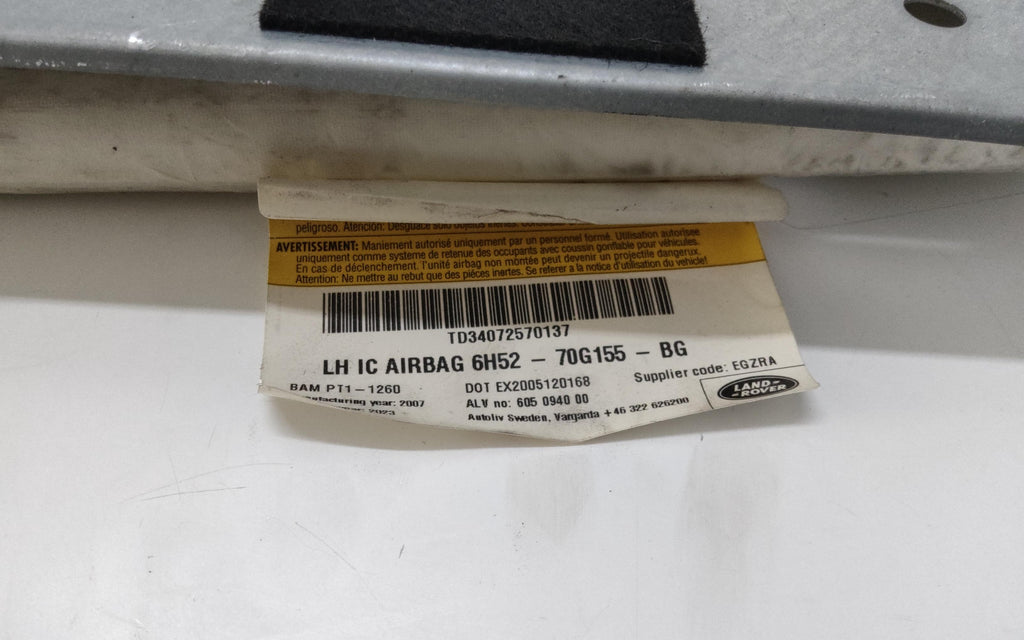 peligroso. Atención: Desguace sólo objetos inertes.
AVERTISSEMENT: Maniement autorisé uniquement par un personnel formé. Utilisation autorisée
uniquement comme système de retenue des occupants avec coussin gonflable pour véhicules.
En cas de déclenchement, l'unité airbag non montée peut devenir un projectile dangerux.
Attention: Ne mettre au rebut que des pièces inertes. Se referer a la notice d'utilisation du vehicle!
TD34072570137
LH IC AIRBAG 6H52 - 70G155 - BG
BAM PT1-1260 DOT EX2005120168 Supplier code: EGZRA
year: 2007 ALV no: 605 0940 00
2023 Autoliv Sweden, Vargarda +46 322 626200
LAND-
-ROVER